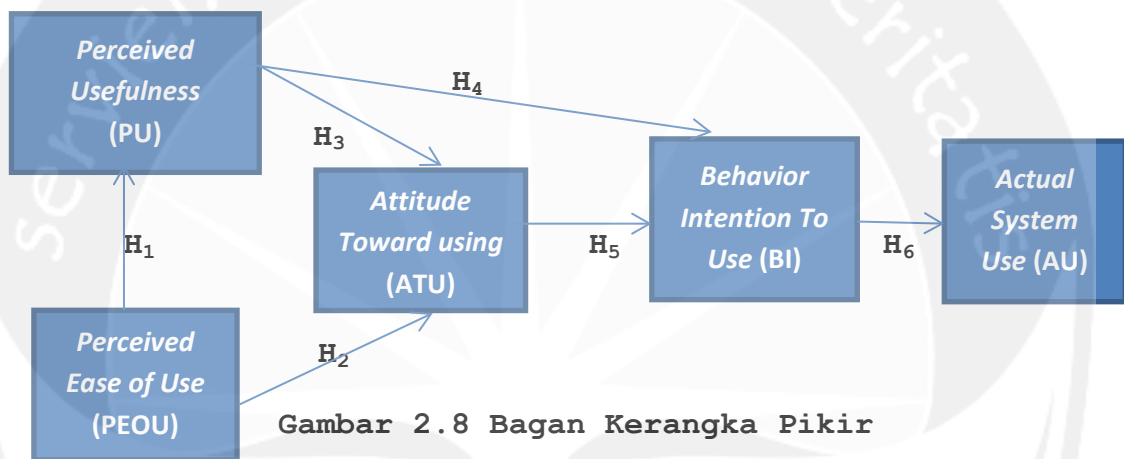 Perceived
Usefulness
(PU)
H₄
H₃
Behavior
Intention To
Use (BI)
Actual
System
Use (AU)
Attitude
Toward using
(ATU)
H₁
H₅
H₆
Perceived
Ease of Use
(PEOU)
H₂
Gambar 2.8 Bagan Kerangka Pikir